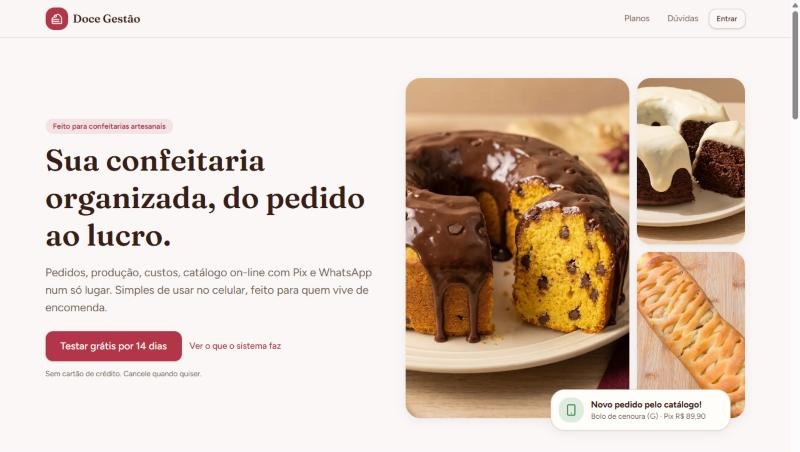 Doce Gestão
Planos
Dúvidas
Entrar
Feito para confeitarias artesanais
Sua confeitaria
organizada, do pedido
ao lucro.
Pedidos, produção, custos, catálogo on-line com Pix e WhatsApp
num só lugar. Simples de usar no celular, feito para quem vive de
encomenda.
Testar grátis por 14 dias
Ver o que o sistema faz
Sem cartão de crédito. Cancele quando quiser.
Novo pedido pelo catálogo!
Bolo de cenoura (G) · Pix R$ 89,90